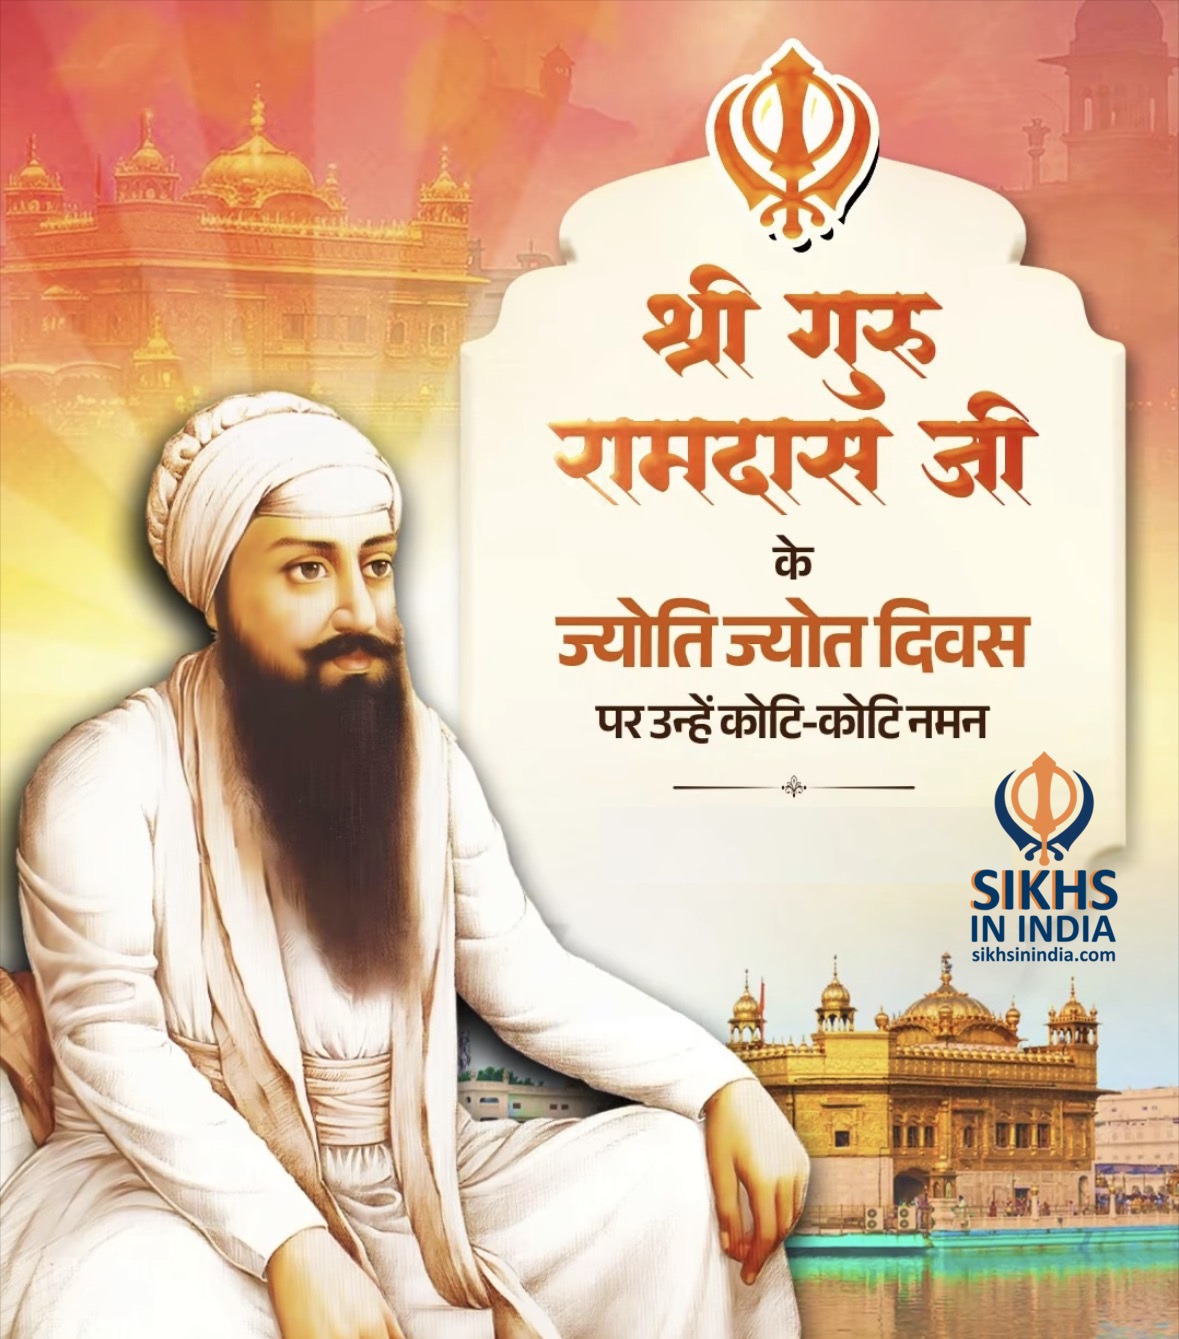 श्री गुरु
रामदास जी
के
ज्योति ज्योत दिवस
पर उन्हें कोटि-कोटि नमन
SIKHS
IN INDIA
sikhsinindia.com